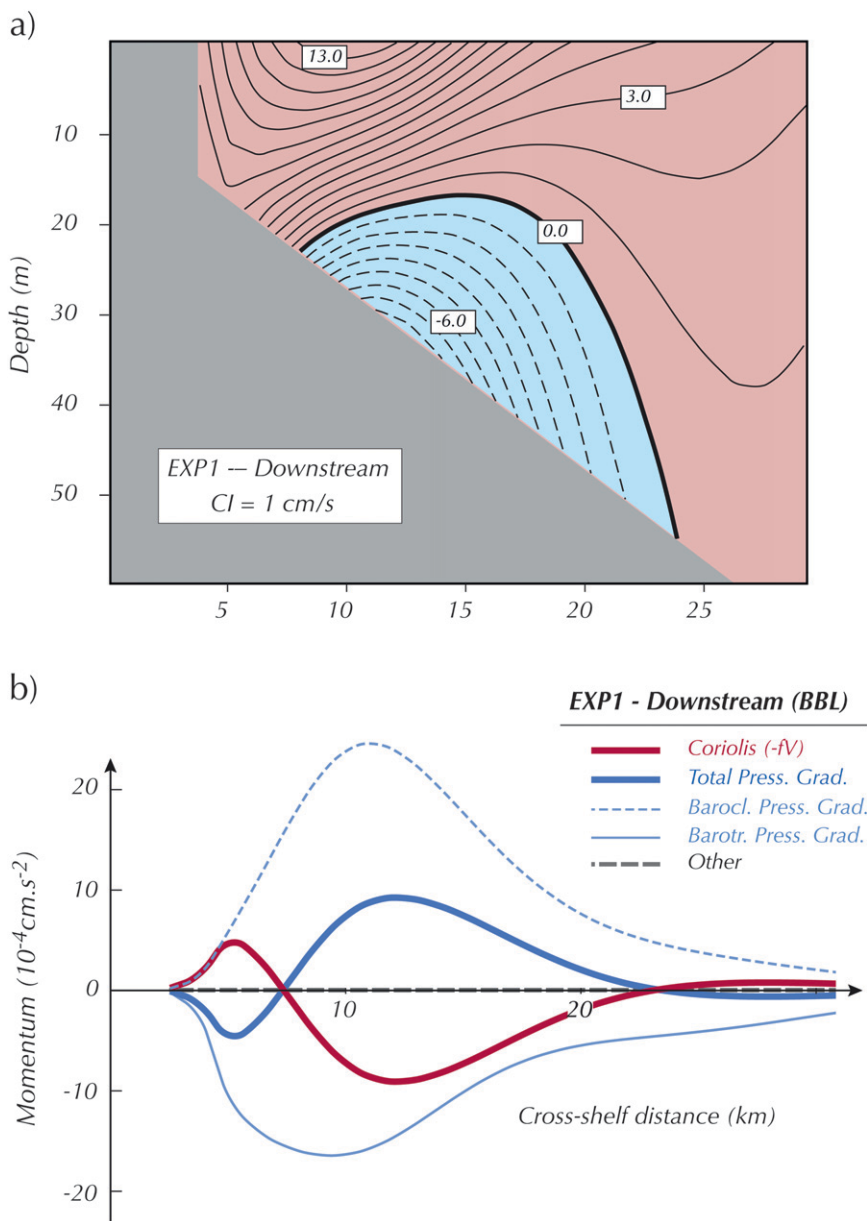 a)
13.0
3.0
10
20
0.0
Depth (m)
30
-6.0
40
EXP1 -- Downstream
CI = 1 cm/s
50
5
10
15
20
25
b)
EXP1 - Downstream (BBL)
Coriolis (-fV)
Total Press. Grad.
Barocl. Press. Grad.
Barotr. Press. Grad.
Other
20
10
0
-10
-20
Momentum (10⁻⁴cm.s⁻²)
10
20
Cross-shelf distance (km)